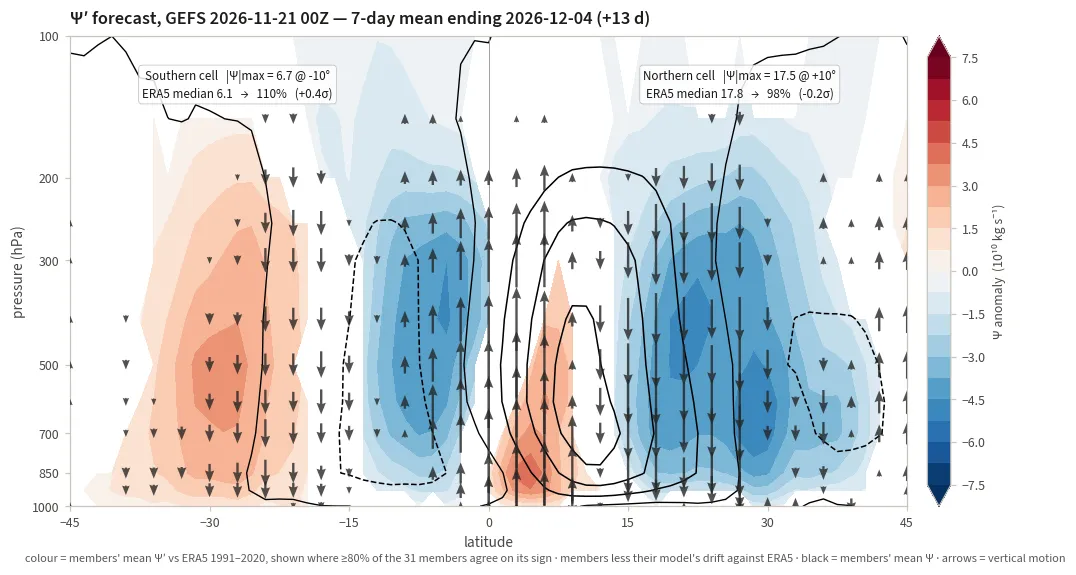 Ψ′ forecast, GEFS 2026-11-21 00Z — 7-day mean ending 2026-12-04 (+13 d)
Southern cell |Ψ|max = 6.7 @ -10°
ERA5 median 6.1 → 110% (+0.4σ)
Northern cell |Ψ|max = 17.5 @ +10°
ERA5 median 17.8 → 98% (-0.2σ)
pressure (hPa)
100
200
300
400
500
700
850
1000
−45
−30
−15
0
15
30
45
latitude
7.5
6.0
4.5
3.0
1.5
0.0
−1.5
−3.0
−4.5
−6.0
−7.5
Ψ anomaly (10¹⁰ kg s⁻¹)
colour = members' mean Ψ′ vs ERA5 1991–2020, shown where ≥80% of the 31 members agree on its sign · members less their model's drift against ERA5 · black = members' mean Ψ · arrows = vertical motion